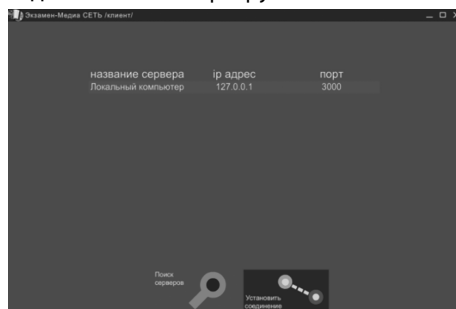 Экзамен-Медиа СЕТЬ /клиент/
название сервера ip адрес порт
Локальный компьютер 127.0.0.1 3000
Поиск
серверов
Установить
соединение